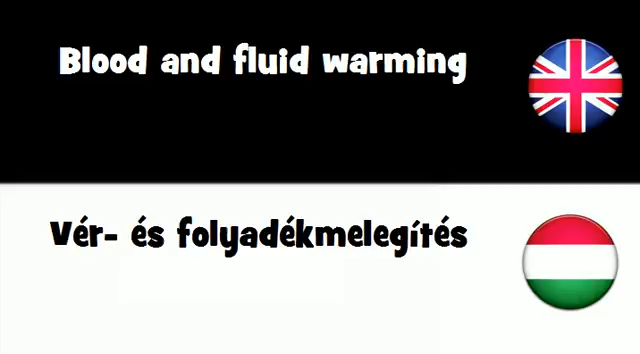 Blood and fluid warming
Vér- és folyadékmelegítés